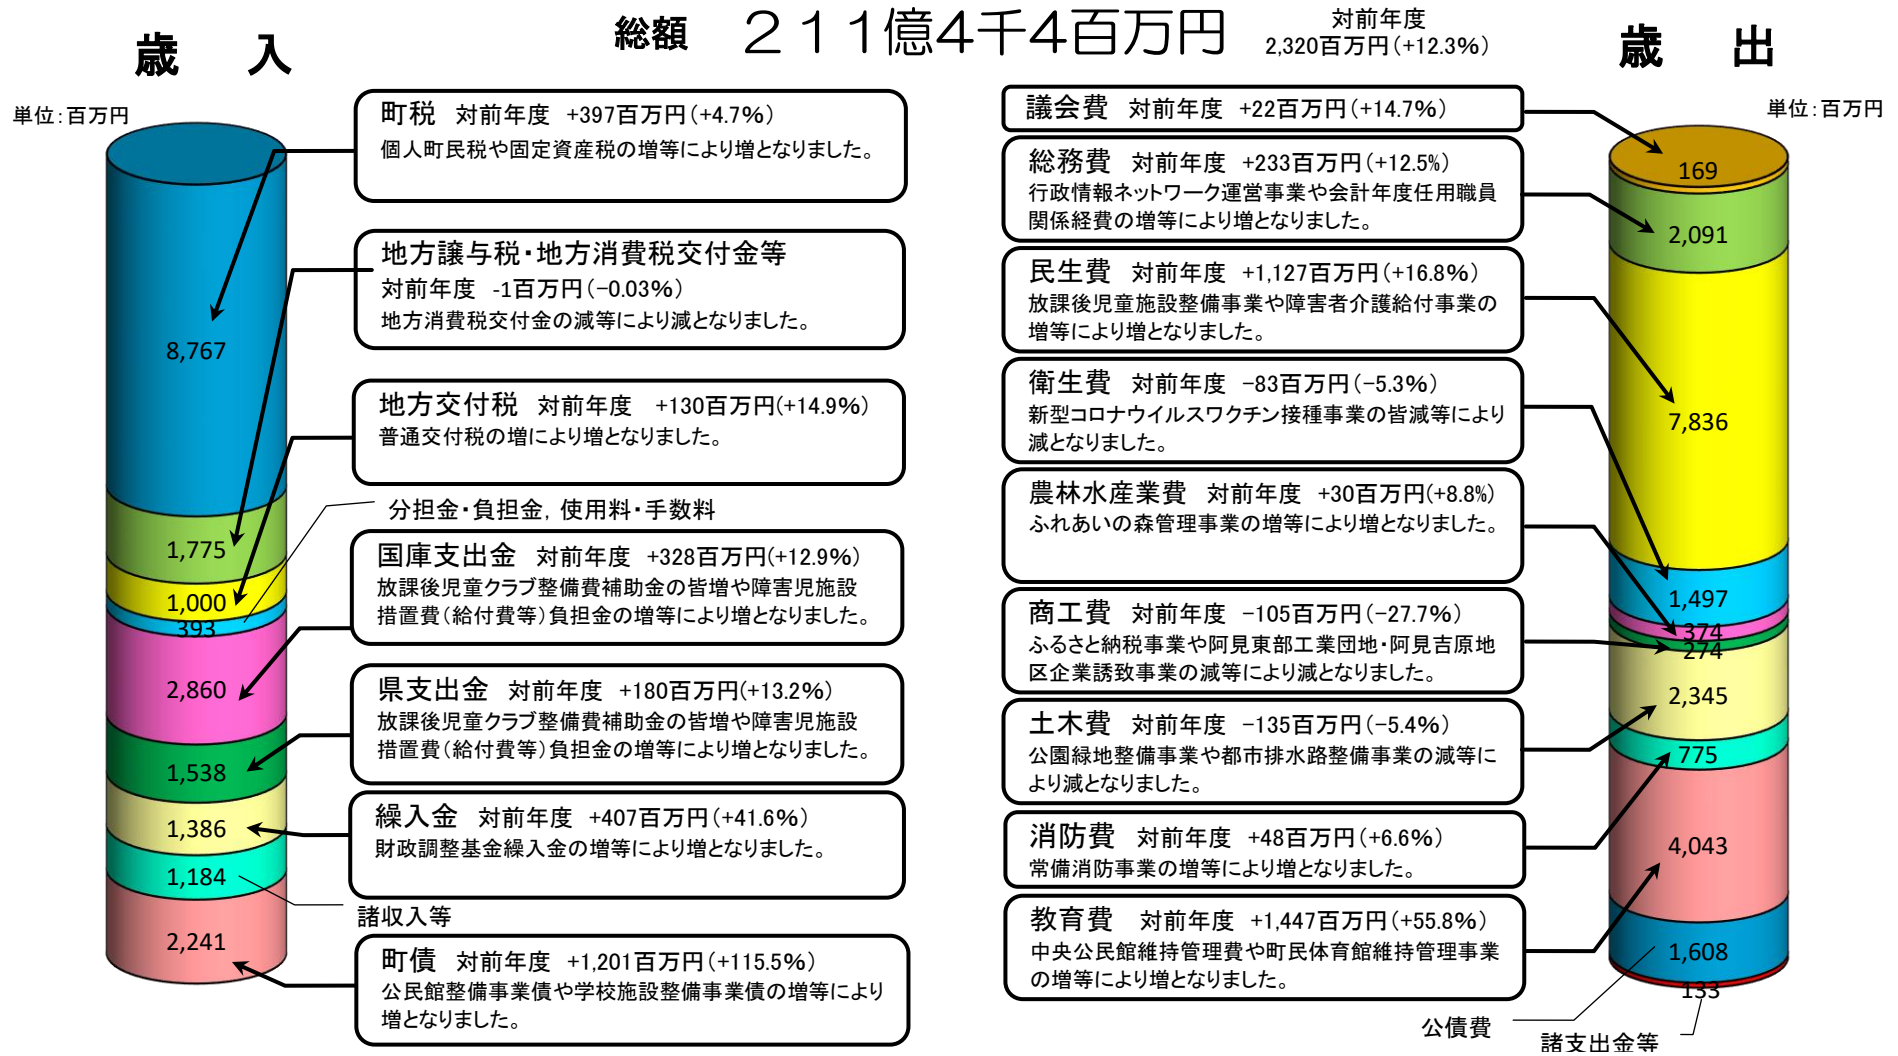 歳　入
総額　２１１億4千4百万円
対前年度
2,320百万円（+12.3%）
歳　出
単位：百万円
8,767
1,775
1,000
393
2,860
1,538
1,386
1,184
2,241
町税　対前年度　+397百万円（+4.7%）
個人町民税や固定資産税の増等により増となりました。
地方譲与税・地方消費税交付金等
対前年度　-1百万円（−0.03%）
地方消費税交付金の減等により減となりました。
地方交付税　対前年度　+130百万円(+14.9%)
普通交付税の増により増となりました。
分担金・負担金，使用料・手数料
国庫支出金　対前年度　+328百万円(+12.9%)
放課後児童クラブ整備費補助金の皆増や障害児施設
措置費（給付費等）負担金の増等により増となりました。
県支出金　対前年度　+180百万円(+13.2%)
放課後児童クラブ整備費補助金の皆増や障害児施設
措置費（給付費等）負担金の増等により増となりました。
繰入金　対前年度　+407百万円（+41.6%）
財政調整基金繰入金の増等により増となりました。
諸収入等
町債　対前年度　+1,201百万円（+115.5%）
公民館整備事業債や学校施設整備事業債の増等により
増となりました。
議会費　対前年度　+22百万円（+14.7%）
総務費　対前年度　+233百万円（+12.5%）
行政情報ネットワーク運営事業や会計年度任用職員
関係経費の増等により増となりました。
民生費　対前年度　+1,127百万円（+16.8%）
放課後児童施設整備事業や障害者介護給付事業の
増等により増となりました。
衛生費　対前年度　−83百万円（−5.3%）
新型コロナウイルスワクチン接種事業の皆減等により
減となりました。
農林水産業費　対前年度　+30百万円(+8.8%)
ふれあいの森管理事業の増等により増となりました。
商工費　対前年度　−105百万円（−27.7%）
ふるさと納税事業や阿見東部工業団地・阿見吉原地
区企業誘致事業の減等により減となりました。
土木費　対前年度　−135百万円（−5.4%）
公園緑地整備事業や都市排水路整備事業の減等に
より減となりました。
消防費　対前年度　+48百万円（+6.6%）
常備消防事業の増等により増となりました。
教育費　対前年度　+1,447百万円（+55.8%）
中央公民館維持管理費や町民体育館維持管理事業
の増等により増となりました。
公債費
諸支出金等
単位：百万円
169
2,091
7,836
1,497
374
274
2,345
775
4,043
1,608
133